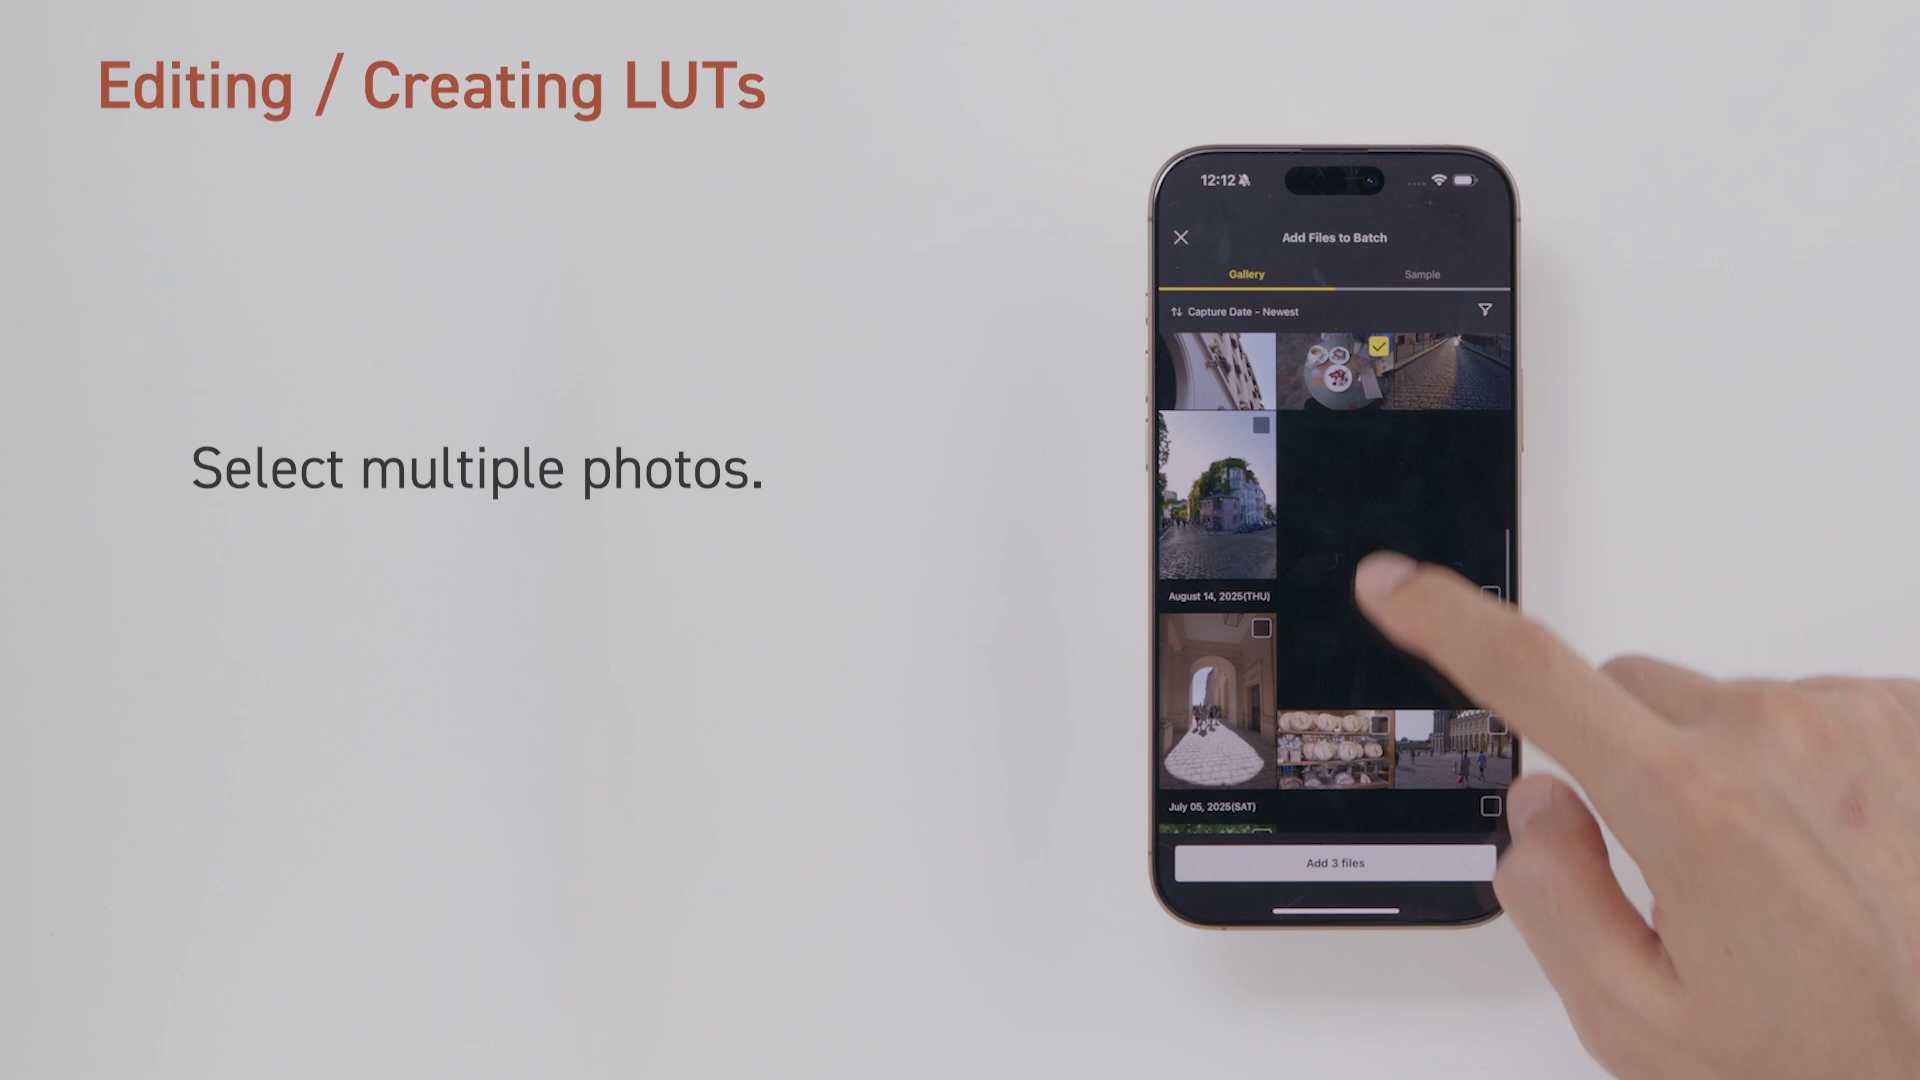 Editing / Creating LUTs
Select multiple photos.
12:12
Add Files to Batch
Gallery
Sample
Capture Date - Newest
August 14, 2025(THU)
July 05, 2025(SAT)
Add 3 files